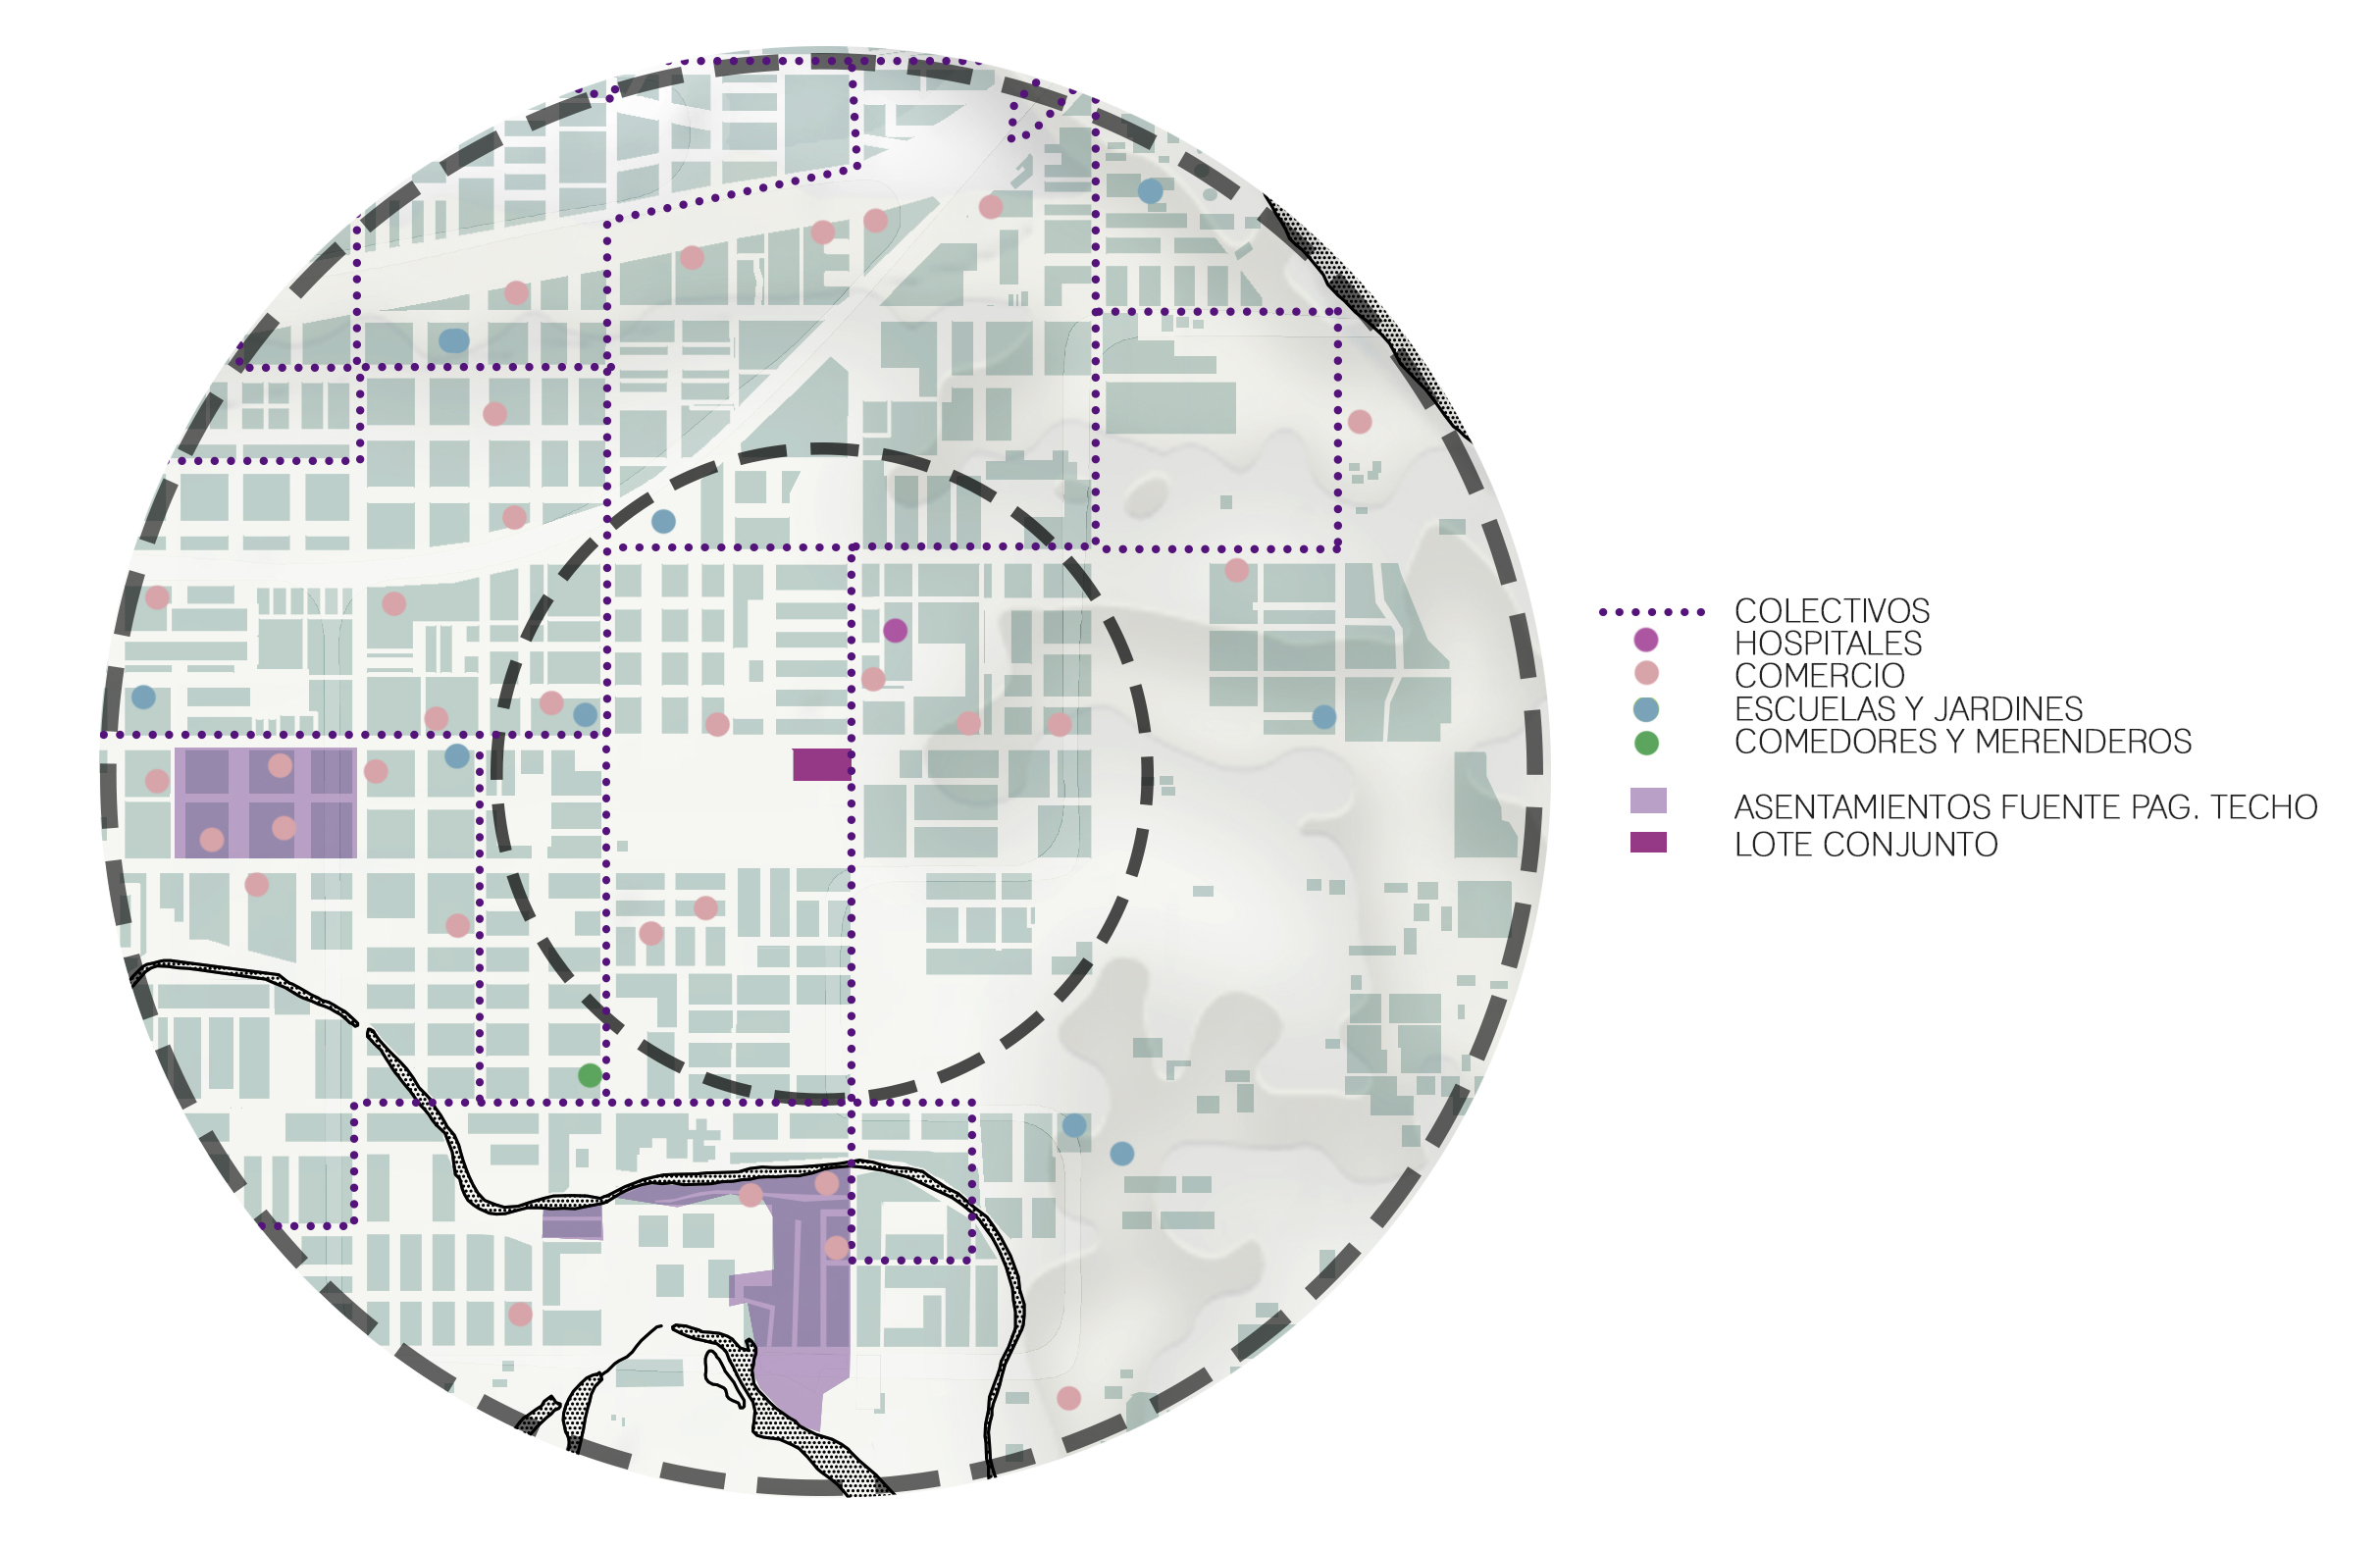 COLECTIVOS
HOSPITALES
COMERCIO
ESCUELAS Y JARDINES
COMEDORES Y MERENDEROS
ASENTAMIENTOS FUENTE PAG. TECHO
LOTE CONJUNTO